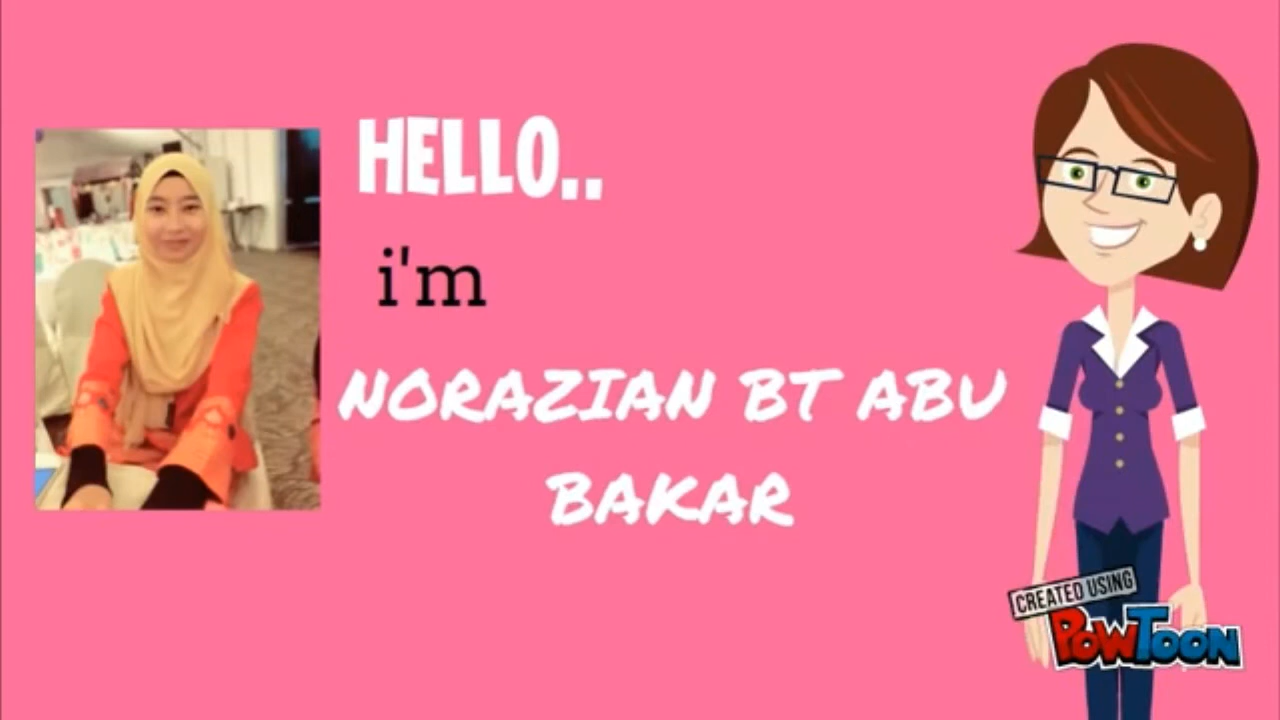 HELLO..
i'm
NORAZIAN BT ABU
BAKAR
CREATED USING
POWTOON